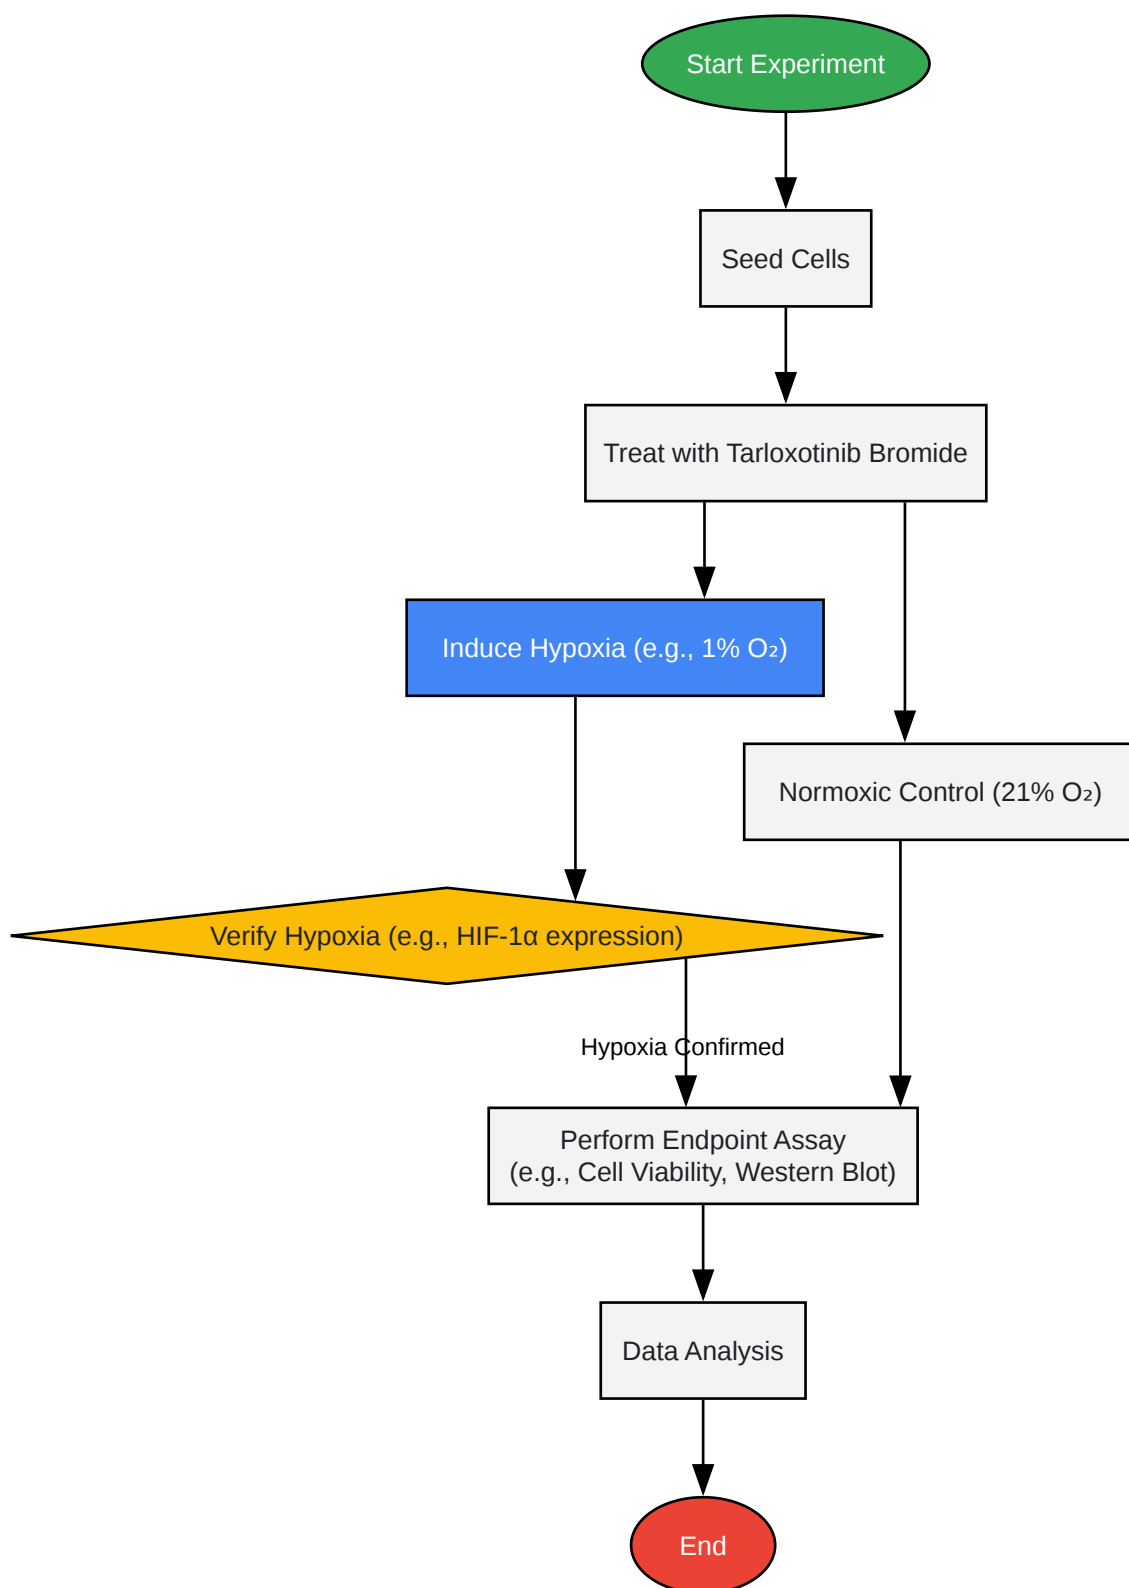 Start Experiment
Seed Cells
Treat with Tarloxotinib Bromide
Induce Hypoxia (e.g., 1% O₂)
Normoxic Control (21% O₂)
Verify Hypoxia (e.g., HIF-1α expression)
Hypoxia Confirmed
Perform Endpoint Assay
(e.g., Cell Viability, Western Blot)
Data Analysis
End